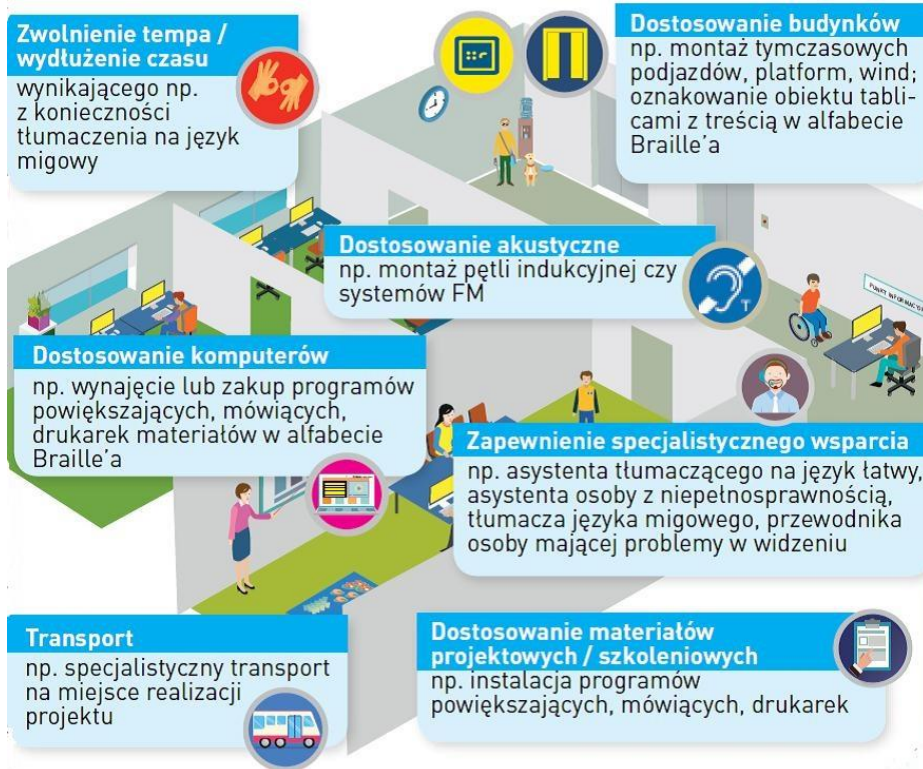 Zwolnienie tempa /
wydłużenie czasu
wynikającego np.
z konieczności
tłumaczenia na język
migowy
Dostosowanie budynków
np. montaż tymczasowych
podjazdów, platform, wind;
oznakowanie obiektu tabli-
cami z treścią w alfabecie
Braille’a
Dostosowanie akustyczne
np. montaż pętli indukcyjnej czy
systemów FM
T
PUNKT INFORMACYJNY
Dostosowanie komputerów
np. wynajęcie lub zakup programów
powiększających, mówiących,
drukarek materiałów w alfabecie
Braille’a
Zapewnienie specjalistycznego wsparcia
np. asystenta tłumaczącego na język łatwy,
asystenta osoby z niepełnosprawnością,
tłumacza języka migowego, przewodnika
osoby mającej problemy w widzeniu
Transport
np. specjalistyczny transport
na miejsce realizacji
projektu
Dostosowanie materiałów
projektowych / szkoleniowych
np. instalacja programów
powiększających, mówiących, drukarek